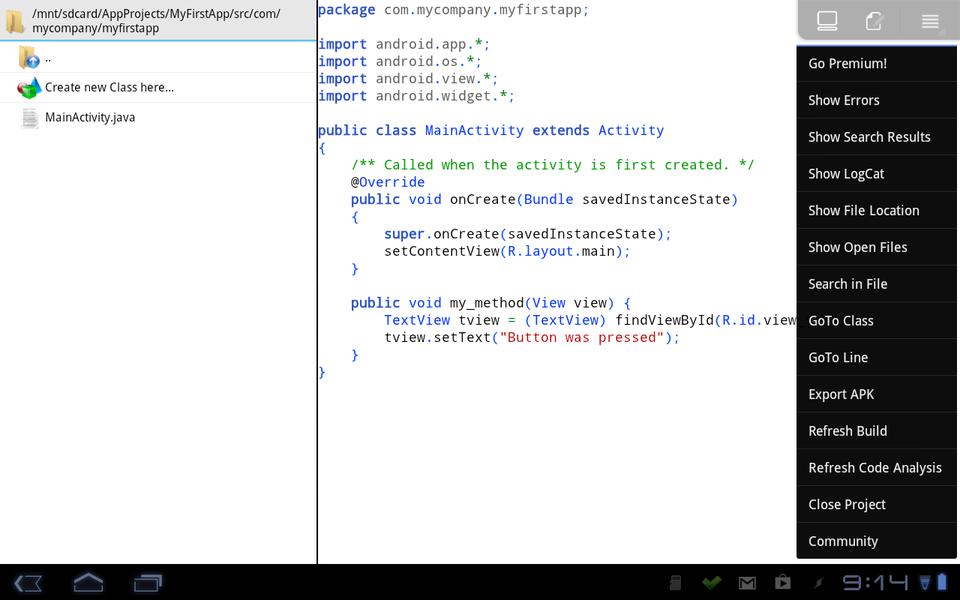 /mnt/sdcard/AppProjects/MyFirstApp/src/com/
mycompany/myfirstapp
..
Create new Class here...
MainActivity.java
package com.mycompany.myfirstapp;
import android.app.*;
import android.os.*;
import android.view.*;
import android.widget.*;
public class MainActivity extends Activity
{
/** Called when the activity is first created. */
@Override
public void onCreate(Bundle savedInstanceState)
{
super.onCreate(savedInstanceState);
setContentView(R.layout.main);
}
public void my_method(View view) {
TextView tview = (TextView) findViewById(R.id.view
tview.setText("Button was pressed");
}
}
Go Premium!
Show Errors
Show Search Results
Show LogCat
Show File Location
Show Open Files
Search in File
GoTo Class
GoTo Line
Export APK
Refresh Build
Refresh Code Analysis
Close Project
Community
9:14